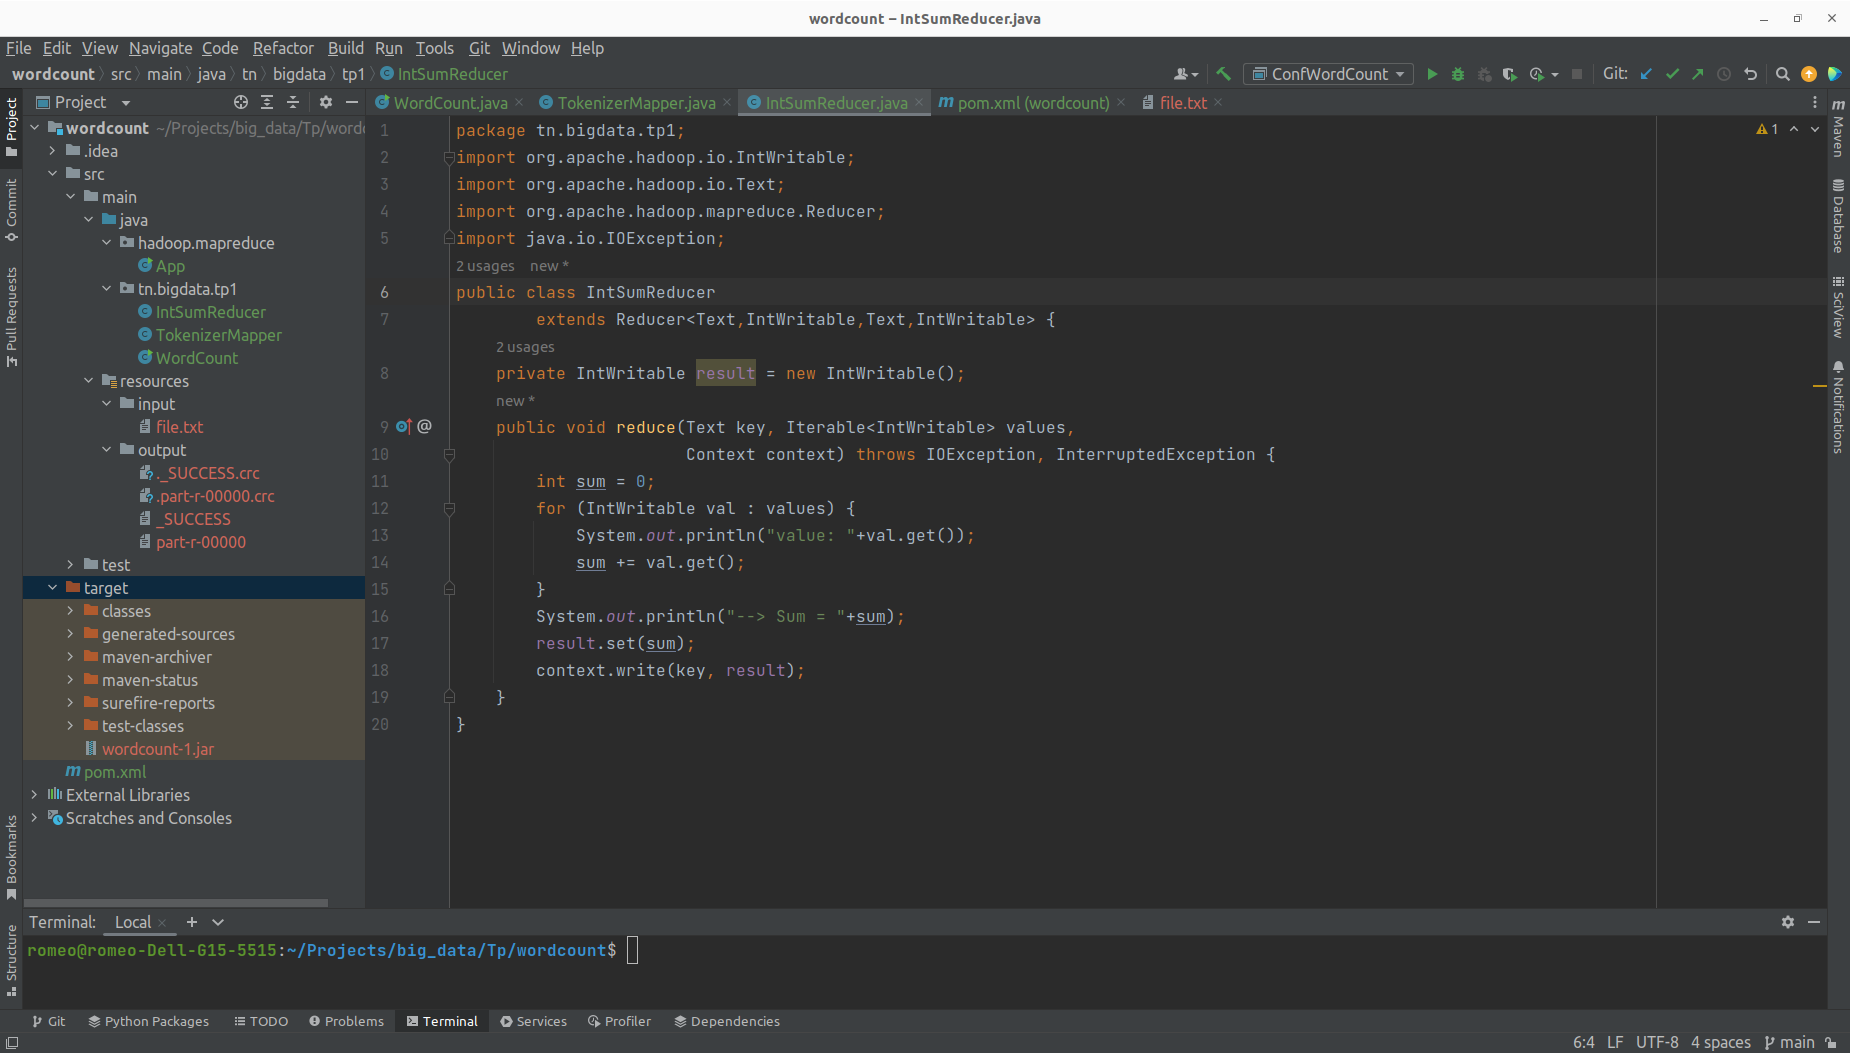 wordcount – IntSumReducer.java
File Edit View Navigate Code Refactor Build Run Tools Git Window Help
wordcount src main java tn bigdata tp1 IntSumReducer
ConfWordCount
Git:
Project
WordCount.java
TokenizerMapper.java
IntSumReducer.java
pom.xml (wordcount)
file.txt
Project
Commit
Pull Requests
Bookmarks
Structure
wordcount ~/Projects/big_data/Tp/word
.idea
src
main
java
hadoop.mapreduce
App
tn.bigdata.tp1
IntSumReducer
TokenizerMapper
WordCount
resources
input
file.txt
output
._SUCCESS.crc
.part-r-00000.crc
_SUCCESS
part-r-00000
test
target
classes
generated-sources
maven-archiver
maven-status
surefire-reports
test-classes
wordcount-1.jar
pom.xml
External Libraries
Scratches and Consoles
1 package tn.bigdata.tp1;
2 import org.apache.hadoop.io.IntWritable;
3 import org.apache.hadoop.io.Text;
4 import org.apache.hadoop.mapreduce.Reducer;
5 import java.io.IOException;
2 usages new *
6 public class IntSumReducer
7 extends Reducer<Text,IntWritable,Text,IntWritable> {
2 usages
8 private IntWritable result = new IntWritable();
new *
9 @ public void reduce(Text key, Iterable<IntWritable> values,
10 Context context) throws IOException, InterruptedException {
11 int sum = 0;
12 for (IntWritable val : values) {
13 System.out.println("value: "+val.get());
14 sum += val.get();
15 }
16 System.out.println("--> Sum = "+sum);
17 result.set(sum);
18 context.write(key, result);
19 }
20 }
1
Maven
Database
SciView
Notifications
Terminal: Local
romeo@romeo-Dell-G15-5515:~/Projects/big_data/Tp/wordcount$
Git Python Packages TODO Problems Terminal Services Profiler Dependencies
6:4 LF UTF-8 4 spaces main